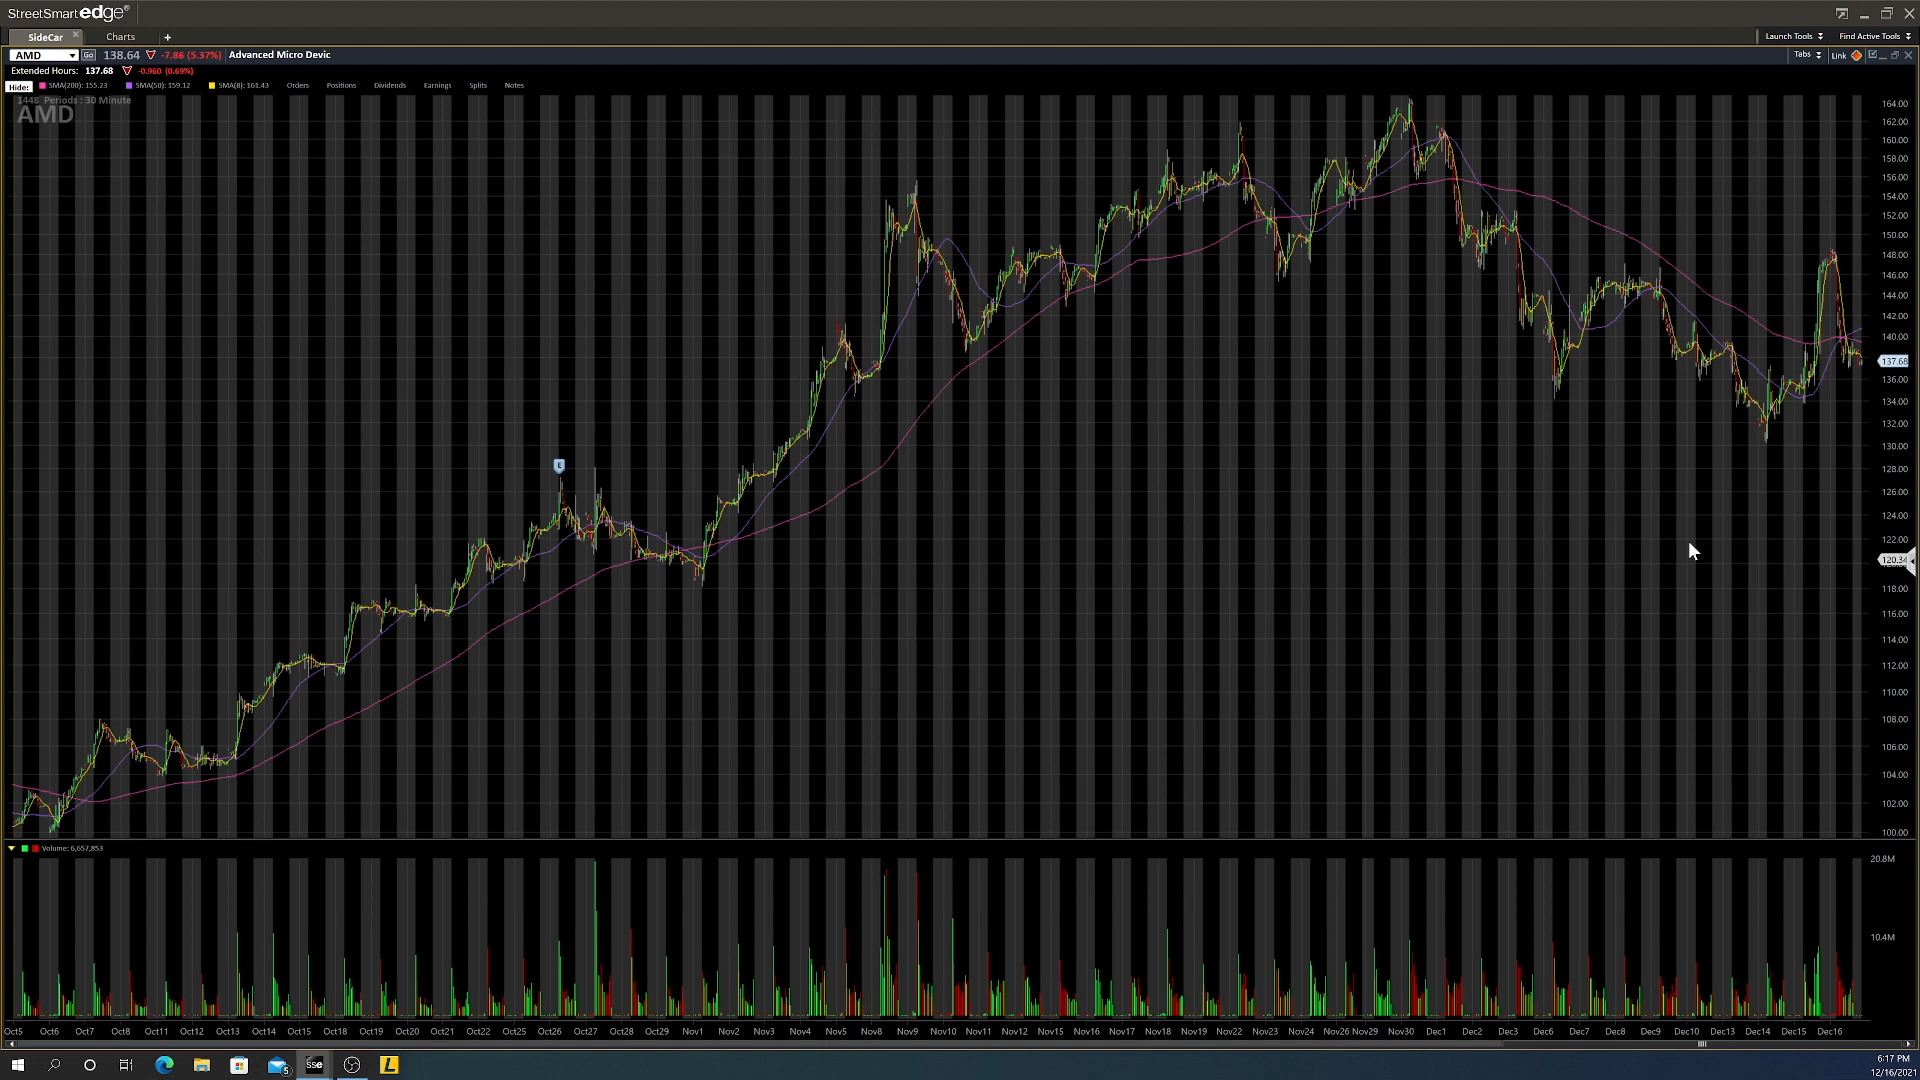 StreetSmart edge®
SideCar Charts +
Launch Tools Find Active Tools
AMD Go 138.64 -7.86 (5.37%) Advanced Micro Devic
Tabs Link
Extended Hours: 137.68 -0.960 (0.69%)
Hide: SMA(200): 155.23 SMA(50): 159.12 SMA(8): 161.43 Orders Positions Dividends Earnings Splits Notes
1448 Periods : 30 Minute
AMD
164.00
162.00
160.00
158.00
156.00
154.00
152.00
150.00
148.00
146.00
144.00
142.00
140.00
137.68
136.00
134.00
132.00
130.00
E
128.00
126.00
124.00
122.00
120.34
118.00
116.00
114.00
112.00
110.00
108.00
106.00
104.00
102.00
100.00
Volume: 6,657,853
20.8M
10.4M
Oct5 Oct6 Oct7 Oct8 Oct11 Oct12 Oct13 Oct14 Oct15 Oct18 Oct19 Oct20 Oct21 Oct22 Oct25 Oct26 Oct27 Oct28 Oct29 Nov1 Nov2 Nov3 Nov4 Nov5 Nov8 Nov9 Nov10 Nov11 Nov12 Nov15 Nov16 Nov17 Nov18 Nov19 Nov22 Nov23 Nov24 Nov26 Nov29 Nov30 Dec1 Dec2 Dec3 Dec6 Dec7 Dec8 Dec9 Dec10 Dec13 Dec14 Dec15 Dec16
5 sse L
6:17 PM
12/16/2021